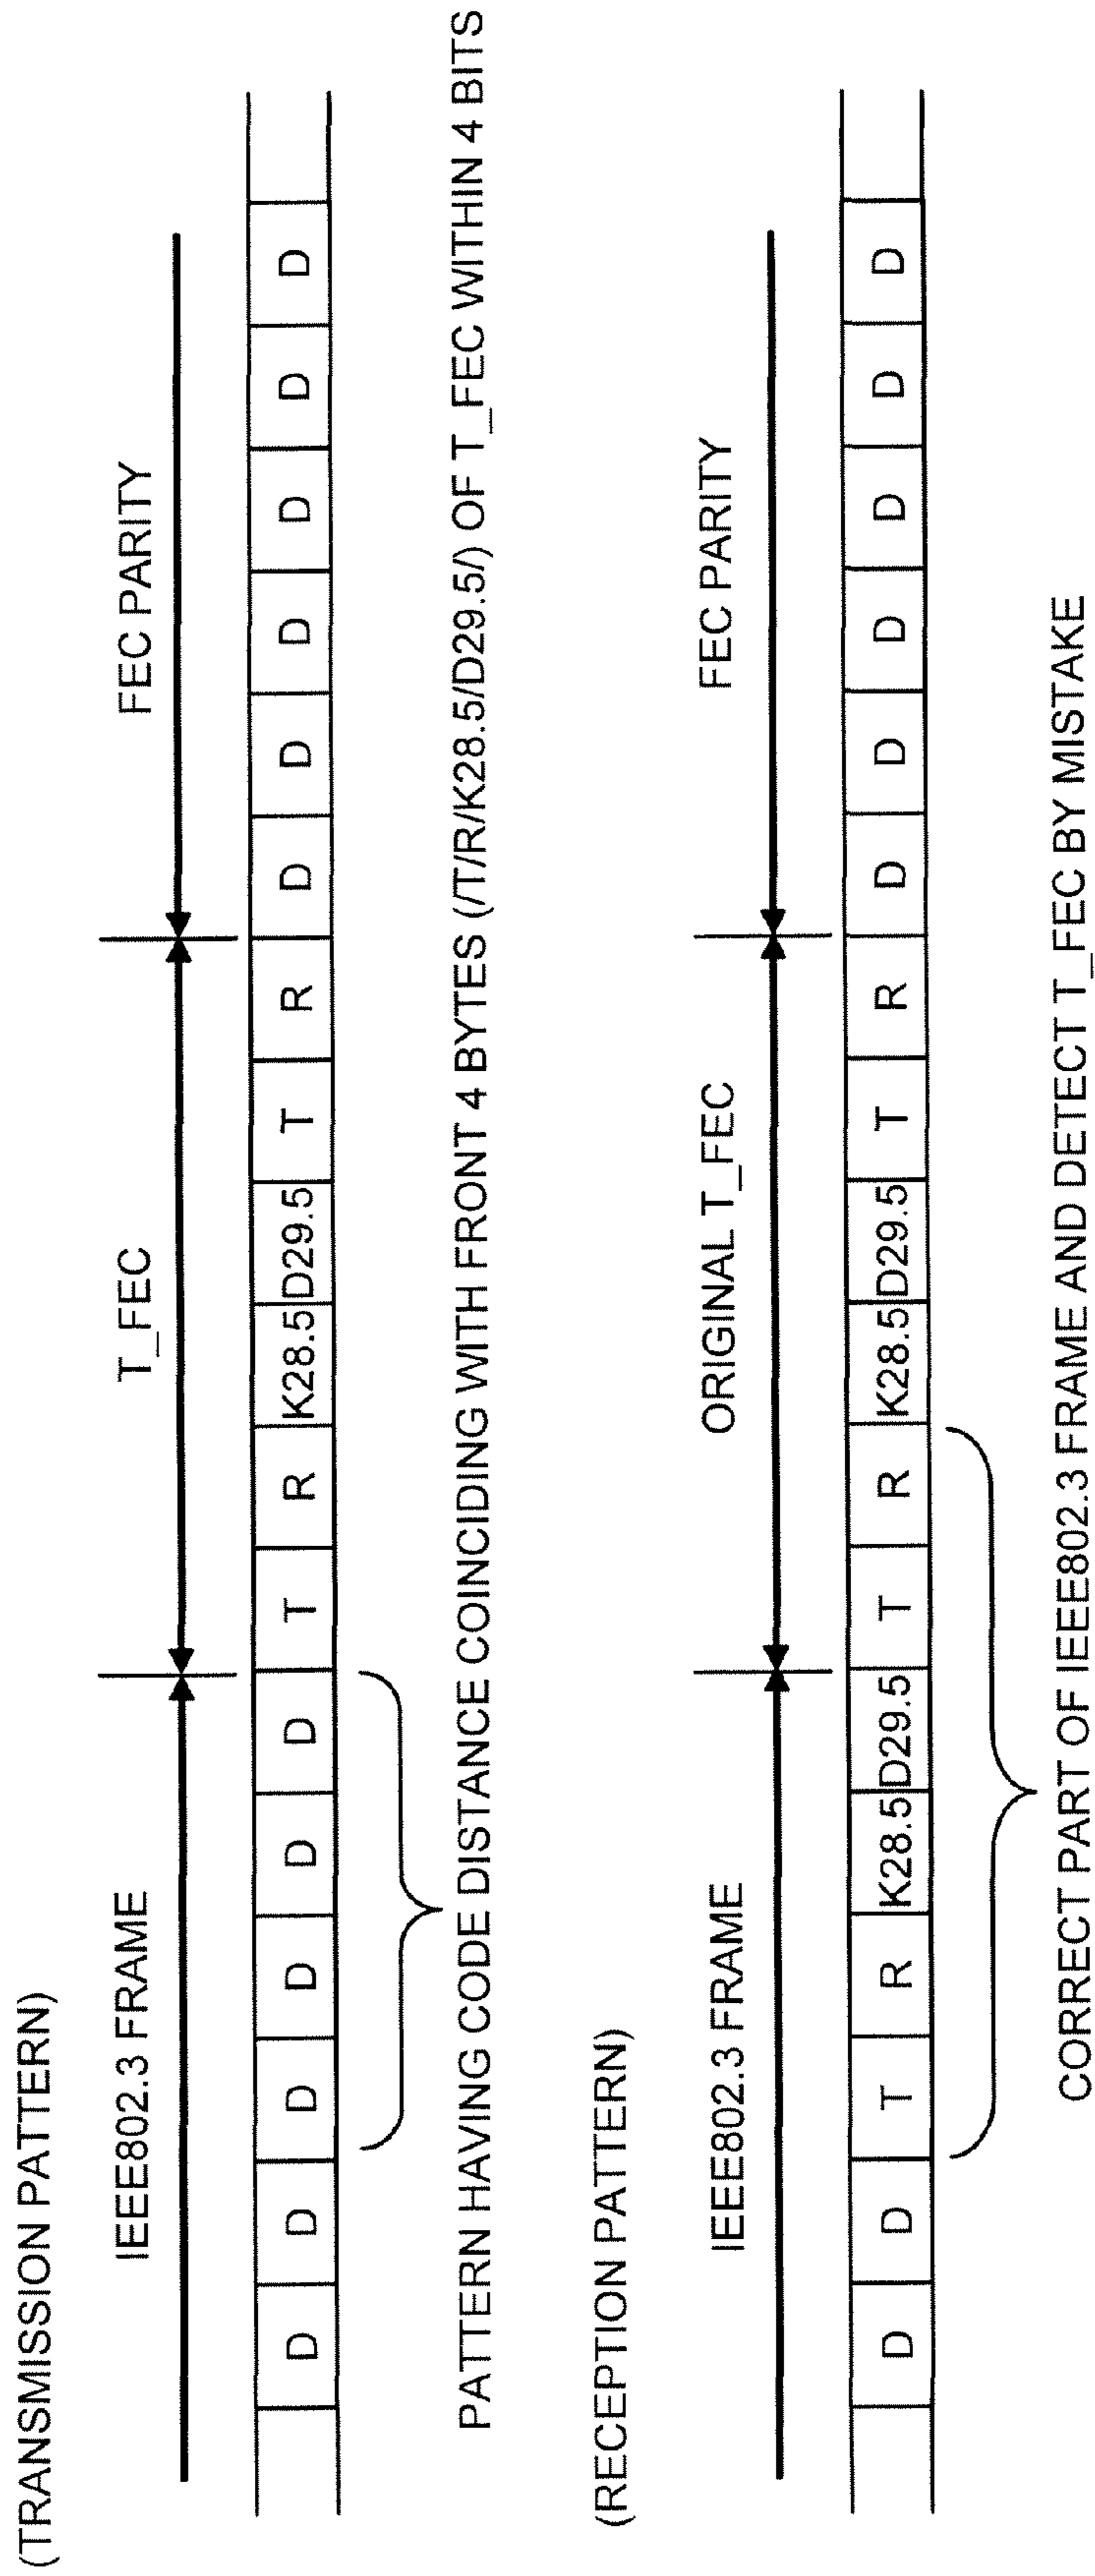 (TRANSMISSION PATTERN)
IEEE802.3 FRAME T_FEC FEC PARITY
D D D D D D T R K28.5 D29.5 T R D D D D D D
PATTERN HAVING CODE DISTANCE COINCIDING WITH FRONT 4 BYTES (/T/R/K28.5/D29.5/) OF T_FEC WITHIN 4 BITS
(RECEPTION PATTERN)
IEEE802.3 FRAME ORIGINAL T_FEC FEC PARITY
D D T R K28.5 D29.5 T R K28.5 D29.5 T R D D D D D D
CORRECT PART OF IEEE802.3 FRAME AND DETECT T_FEC BY MISTAKE